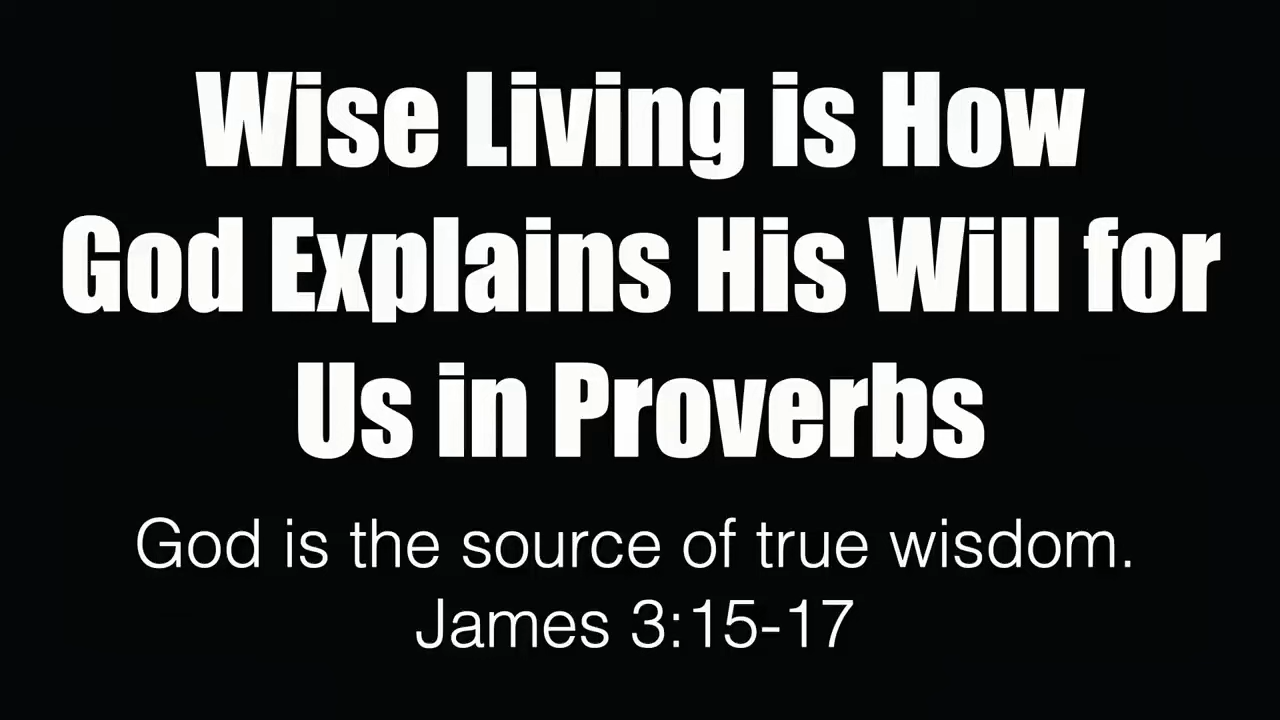 Wise Living is How
God Explains His Will for
Us in Proverbs
God is the source of true wisdom.
James 3:15-17